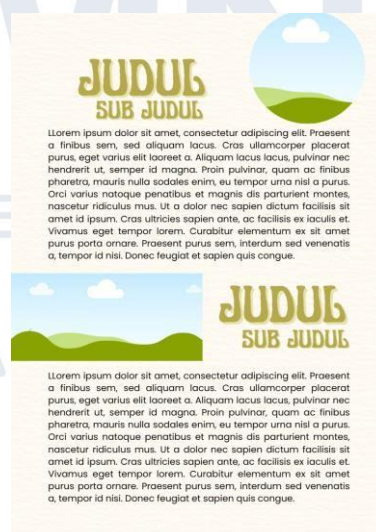 JUDUL
SUB JUDUL
LLorem ipsum dolor sit amet, consectetur adipiscing elit. Praesent
a finibus sem, sed aliquam lacus. Cras ullamcorper placerat
purus, eget varius elit laoreet a. Aliquam lacus lacus, pulvinar nec
hendrerit ut, semper id magna. Proin pulvinar, quam ac finibus
pharetra, mauris nulla sodales enim, eu tempor urna nisl a purus.
Orci varius natoque penatibus et magnis dis parturient montes,
nascetur ridiculus mus. Ut a dolor nec sapien dictum facilisis sit
amet id ipsum. Cras ultricies sapien ante, ac facilisis ex iaculis et.
Vivamus eget tempor lorem. Curabitur elementum ex sit amet
purus porta ornare. Praesent purus sem, interdum sed venenatis
a, tempor id nisi. Donec feugiat et sapien quis congue.
JUDUL
SUB JUDUL
LLorem ipsum dolor sit amet, consectetur adipiscing elit. Praesent
a finibus sem, sed aliquam lacus. Cras ullamcorper placerat
purus, eget varius elit laoreet a. Aliquam lacus lacus, pulvinar nec
hendrerit ut, semper id magna. Proin pulvinar, quam ac finibus
pharetra, mauris nulla sodales enim, eu tempor urna nisl a purus.
Orci varius natoque penatibus et magnis dis parturient montes,
nascetur ridiculus mus. Ut a dolor nec sapien dictum facilisis sit
amet id ipsum. Cras ultricies sapien ante, ac facilisis ex iaculis et.
Vivamus eget tempor lorem. Curabitur elementum ex sit amet
purus porta ornare. Praesent purus sem, interdum sed venenatis
a, tempor id nisi. Donec feugiat et sapien quis congue.